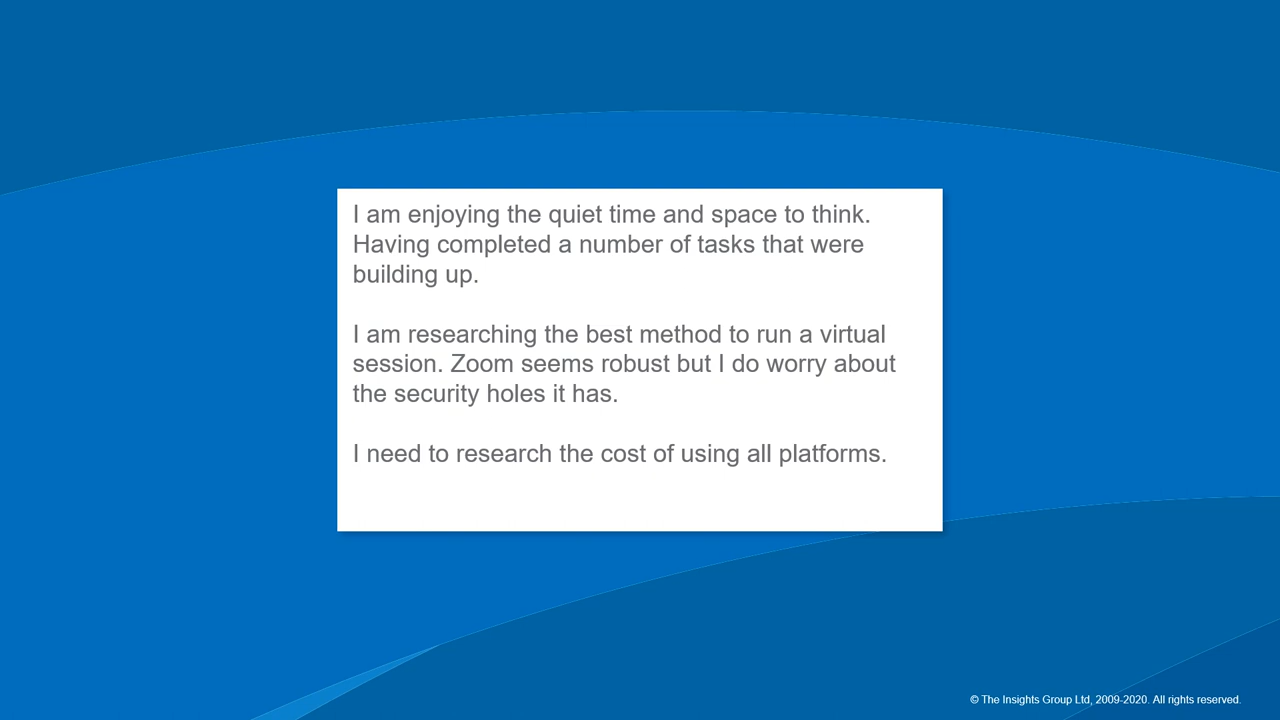 I am enjoying the quiet time and space to think.
Having completed a number of tasks that were
building up.
I am researching the best method to run a virtual
session. Zoom seems robust but I do worry about
the security holes it has.
I need to research the cost of using all platforms.
© The Insights Group Ltd, 2009-2020. All rights reserved.